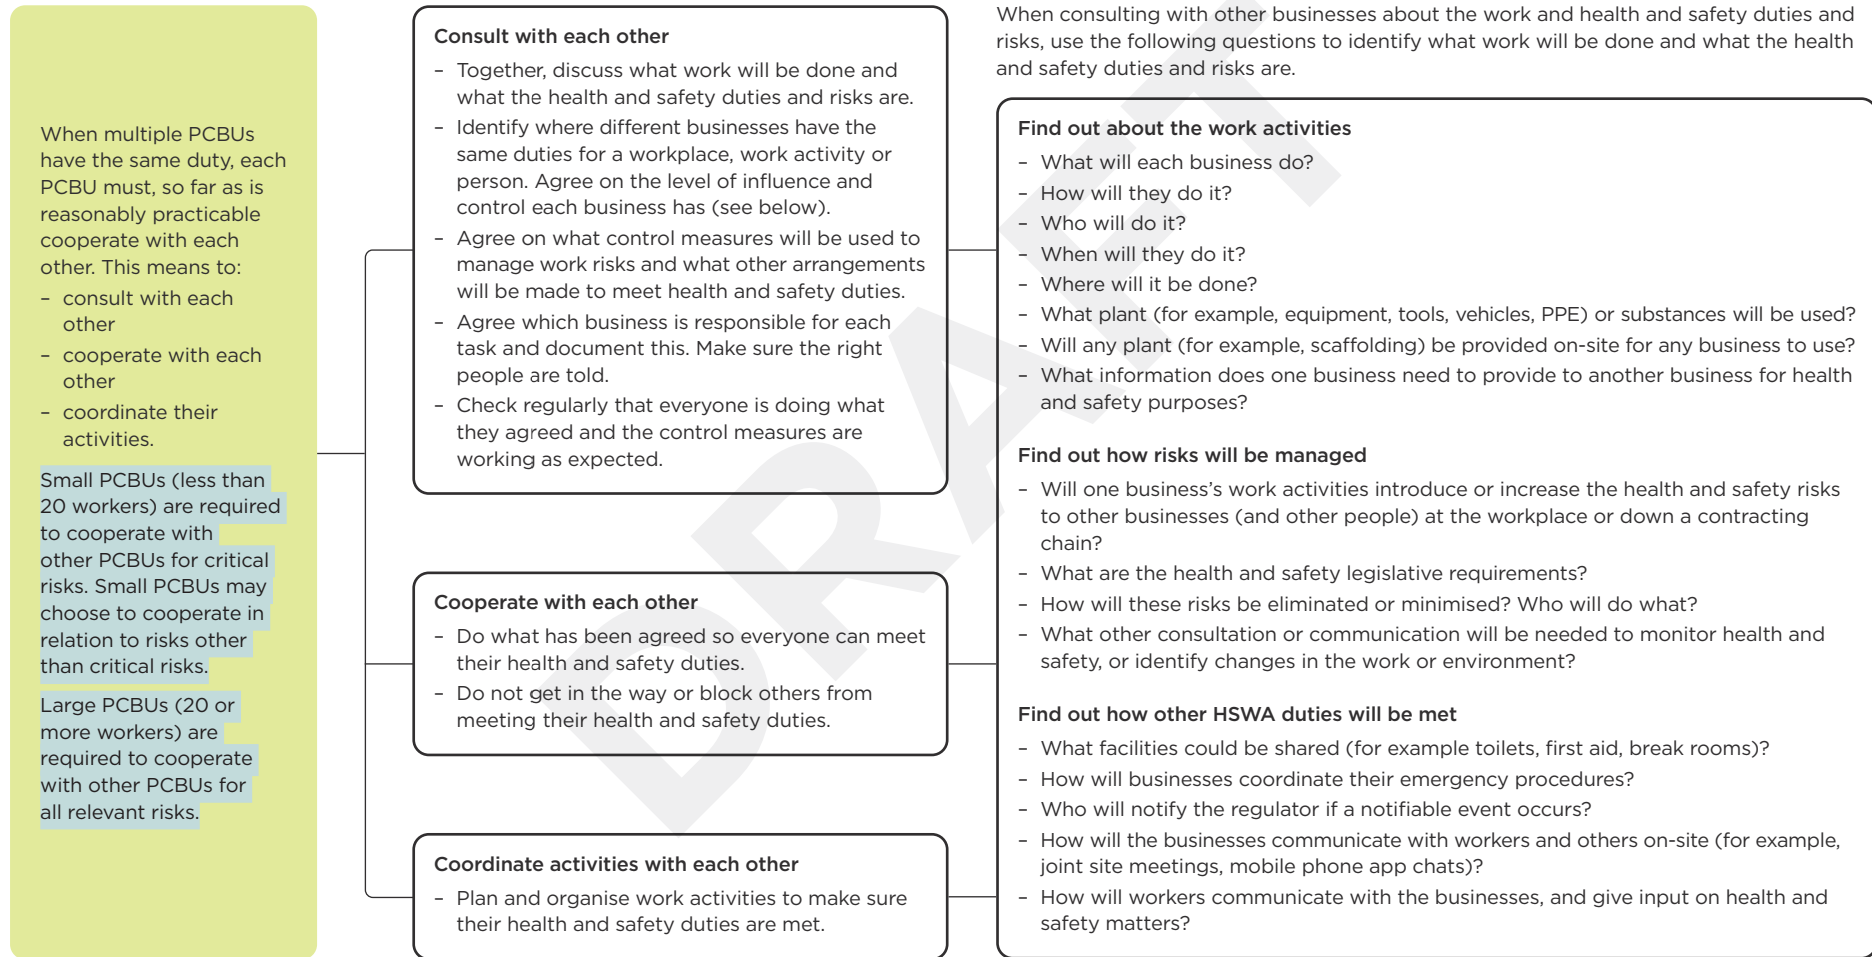 When multiple PCBUs
have the same duty, each
PCBU must, so far as is
reasonably practicable
cooperate with each
other. This means to:
– consult with each
other
– cooperate with each
other
– coordinate their
activities.
Small PCBUs (less than
20 workers) are required
to cooperate with
other PCBUs for critical
risks. Small PCBUs may
choose to cooperate in
relation to risks other
than critical risks.
Large PCBUs (20 or
more workers) are
required to cooperate
with other PCBUs for
all relevant risks.
Consult with each other
– Together, discuss what work will be done and
what the health and safety duties and risks are.
– Identify where different businesses have the
same duties for a workplace, work activity or
person. Agree on the level of influence and
control each business has (see below).
– Agree on what control measures will be used to
manage work risks and what other arrangements
will be made to meet health and safety duties.
– Agree which business is responsible for each
task and document this. Make sure the right
people are told.
– Check regularly that everyone is doing what
they agreed and the control measures are
working as expected.
Cooperate with each other
– Do what has been agreed so everyone can meet
their health and safety duties.
– Do not get in the way or block others from
meeting their health and safety duties.
Coordinate activities with each other
– Plan and organise work activities to make sure
their health and safety duties are met.
When consulting with other businesses about the work and health and safety duties and
risks, use the following questions to identify what work will be done and what the health
and safety duties and risks are.
Find out about the work activities
– What will each business do?
– How will they do it?
– Who will do it?
– When will they do it?
– Where will it be done?
– What plant (for example, equipment, tools, vehicles, PPE) or substances will be used?
– Will any plant (for example, scaffolding) be provided on-site for any business to use?
– What information does one business need to provide to another business for health
and safety purposes?
Find out how risks will be managed
– Will one business's work activities introduce or increase the health and safety risks
to other businesses (and other people) at the workplace or down a contracting
chain?
– What are the health and safety legislative requirements?
– How will these risks be eliminated or minimised? Who will do what?
– What other consultation or communication will be needed to monitor health and
safety, or identify changes in the work or environment?
Find out how other HSWA duties will be met
– What facilities could be shared (for example toilets, first aid, break rooms)?
– How will businesses coordinate their emergency procedures?
– Who will notify the regulator if a notifiable event occurs?
– How will the businesses communicate with workers and others on-site (for example,
joint site meetings, mobile phone app chats)?
– How will workers communicate with the businesses, and give input on health and
safety matters?
DRAFT